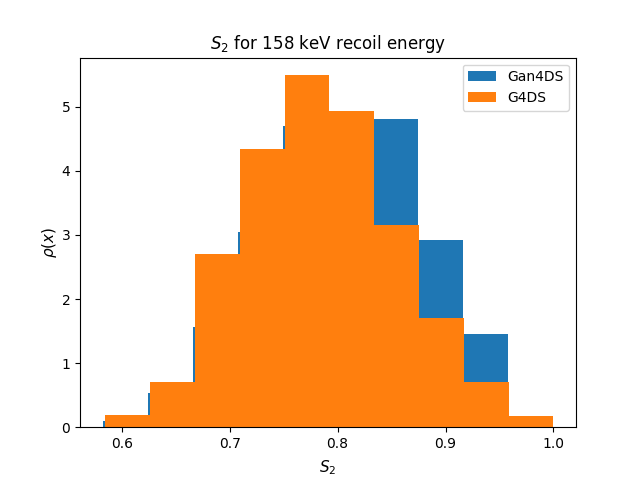 S₂ for 158 keV recoil energy
Gan4DS
G4DS
ρ(x)
5
4
3
2
1
0
0.6 0.7 0.8 0.9 1.0
S₂